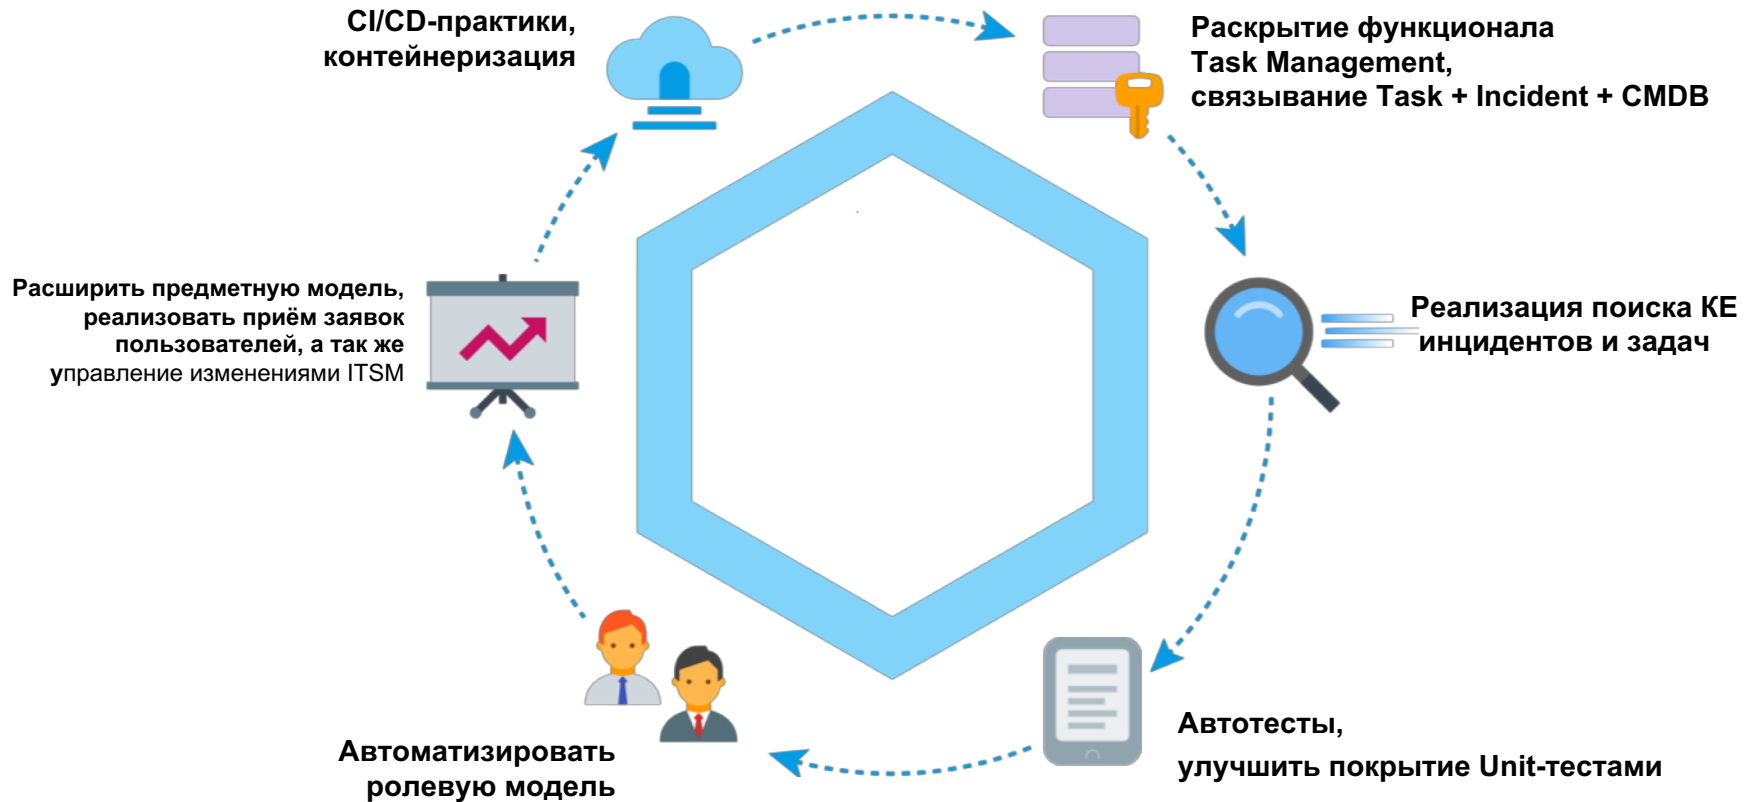 CI/CD-практики,
контейнеризация
Раскрытие функционала
Task Management,
связывание Task + Incident + CMDB
Реализация поиска КЕ
инцидентов и задач
Автотесты,
улучшить покрытие Unit-тестами
Автоматизировать
ролевую модель
Расширить предметную модель,
реализовать приём заявок
пользователей, а так же
управление изменениями ITSM